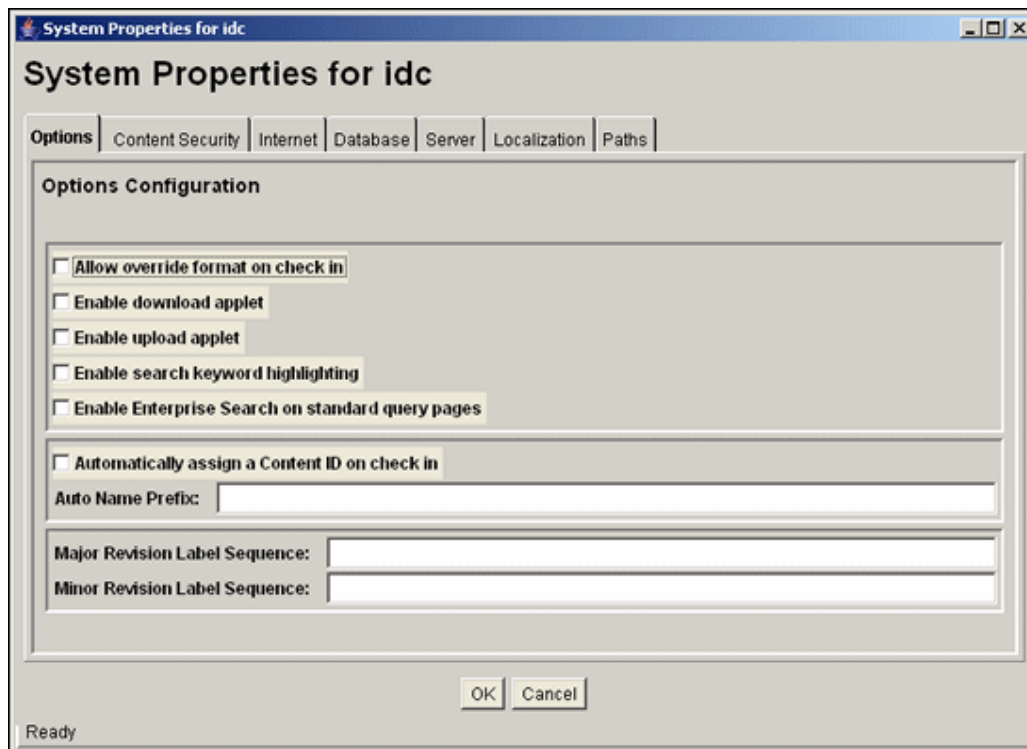 System Properties for idc
System Properties for idc
Options Content Security Internet Database Server Localization Paths
Options Configuration
Allow override format on check in
Enable download applet
Enable upload applet
Enable search keyword highlighting
Enable Enterprise Search on standard query pages
Automatically assign a Content ID on check in
Auto Name Prefix:
Major Revision Label Sequence:
Minor Revision Label Sequence:
OK Cancel
Ready